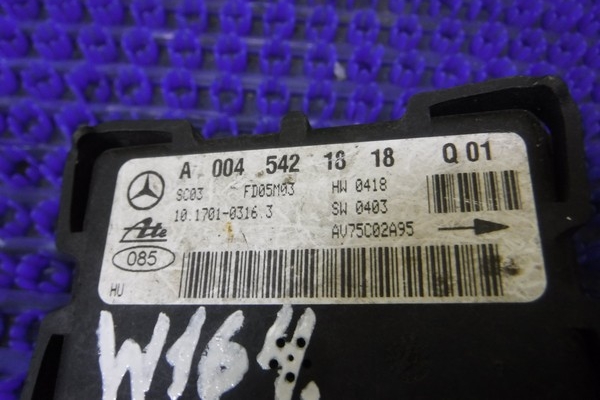 A 004 542 18 18 Q 01
SC03 FD05M03 HW 0418
10.1701-0316.3 SW 0403
Ate AV75C02A95
085
HU
W164